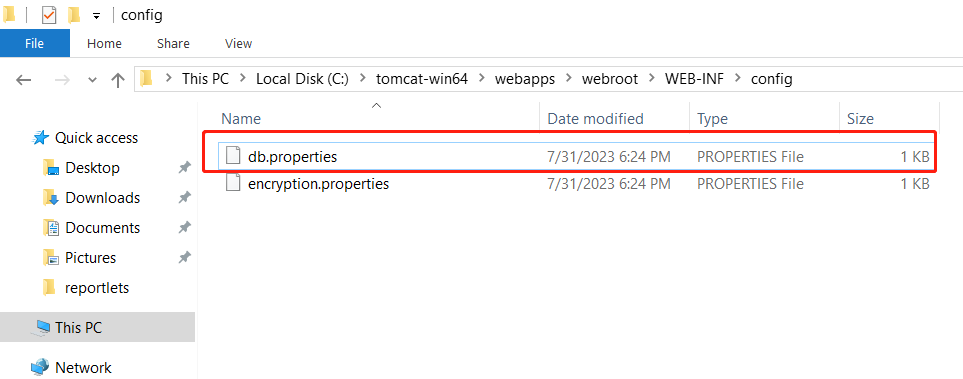 config
File Home Share View
This PC Local Disk (C:) tomcat-win64 webapps webroot WEB-INF config
Name Date modified Type Size
Quick access
Desktop
Downloads
Documents
Pictures
reportlets
This PC
Network
db.properties 7/31/2023 6:24 PM PROPERTIES File 1 KB
encryption.properties 7/31/2023 6:24 PM PROPERTIES File 1 KB